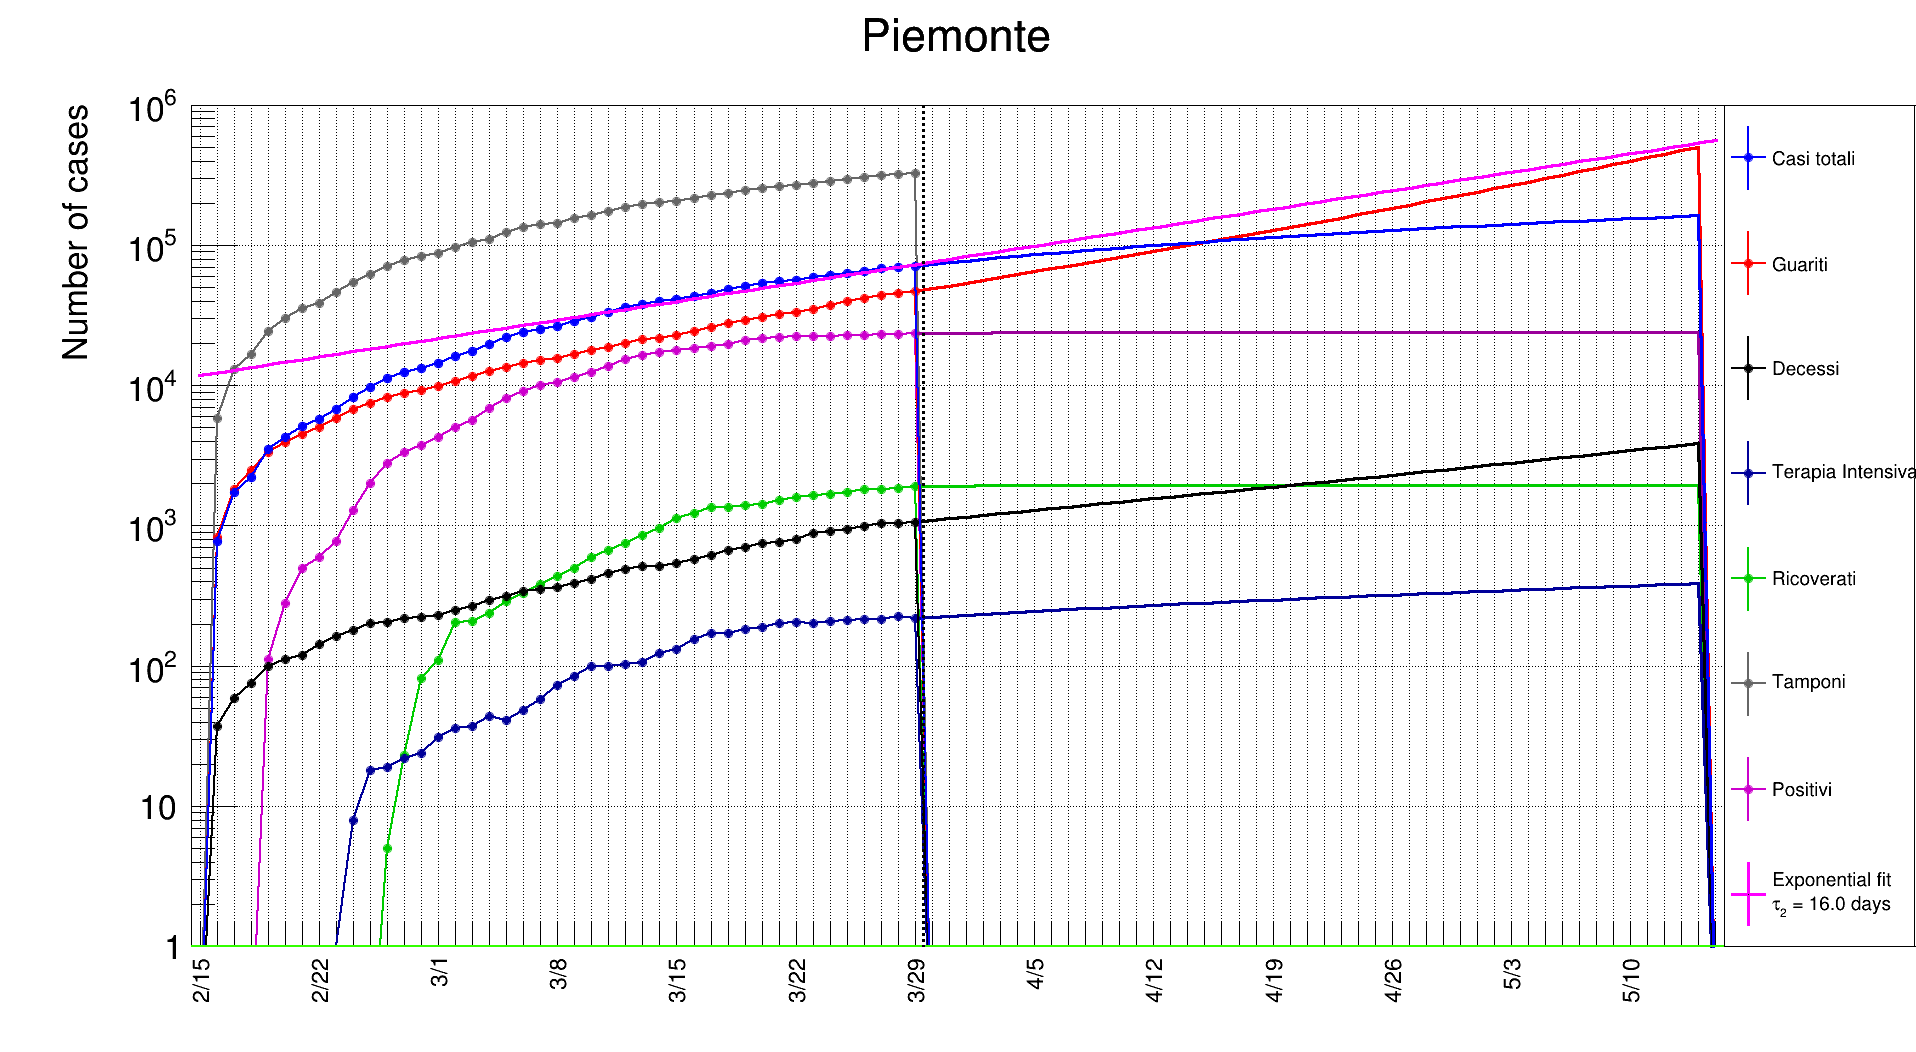 Piemonte
Number of cases
10^6
10^5
10^4
10^3
10^2
10
1
2/15
2/22
3/1
3/8
3/15
3/22
3/29
4/5
4/12
4/19
4/26
5/3
5/10
Casi totali
Guariti
Decessi
Terapia Intensiva
Ricoverati
Tamponi
Positivi
Exponential fit
τ₂ = 16.0 days